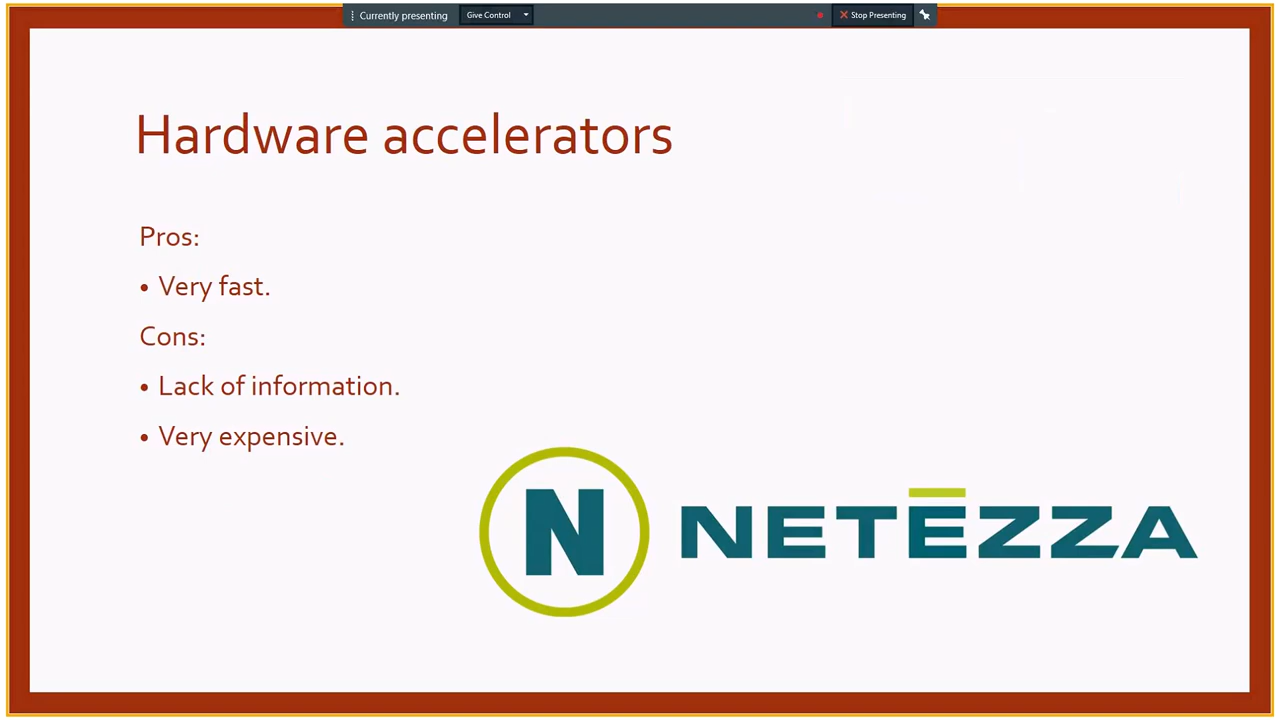 Currently presenting Give Control Stop Presenting
Hardware accelerators
Pros:
• Very fast.
Cons:
• Lack of information.
• Very expensive.
N NETĒZZA